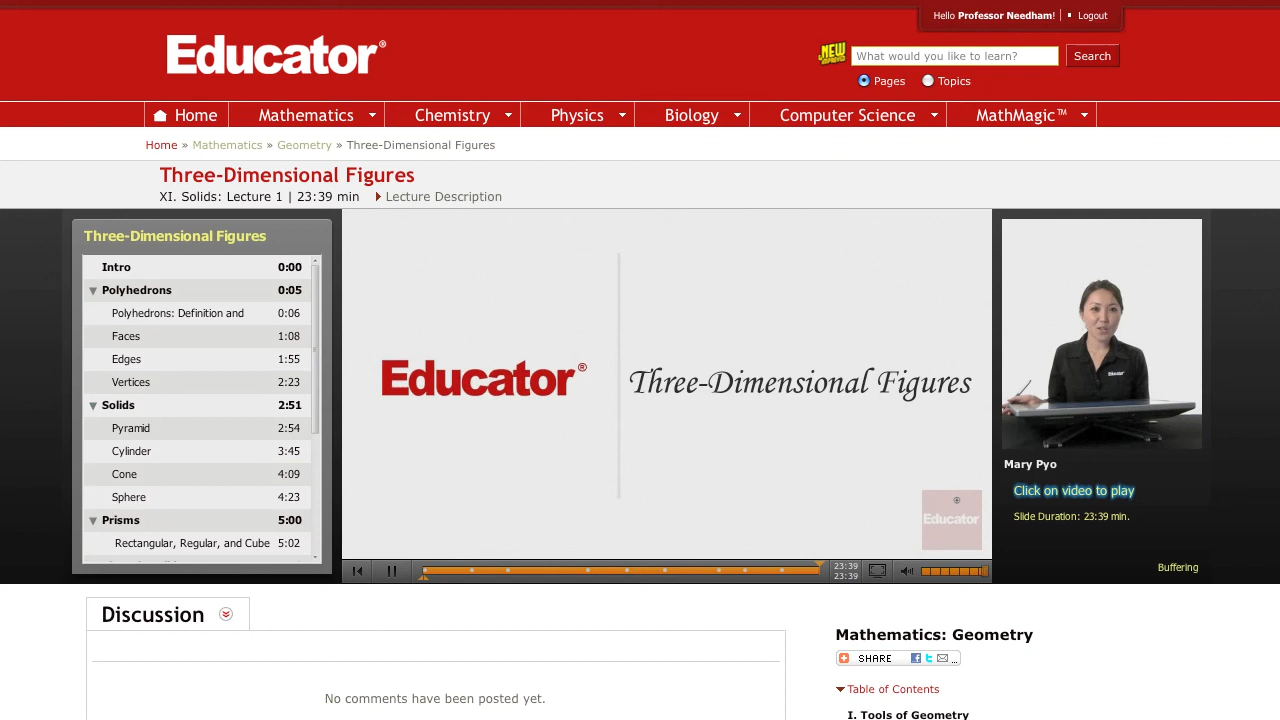 Hello Professor Needham! Logout
Educator®
NEW
What would you like to learn?
Search
Pages Topics
Home Mathematics Chemistry Physics Biology Computer Science MathMagic™
Home » Mathematics » Geometry » Three-Dimensional Figures
Three-Dimensional Figures
XI. Solids: Lecture 1 | 23:39 min Lecture Description
Three-Dimensional Figures
Intro 0:00
Polyhedrons 0:05
Polyhedrons: Definition and 0:06
Faces 1:08
Edges 1:55
Vertices 2:23
Solids 2:51
Pyramid 2:54
Cylinder 3:45
Cone 4:09
Sphere 4:23
Prisms 5:00
Rectangular, Regular, and Cube 5:02
Educator®
Three-Dimensional Figures
Educator
23:39
23:39
Educator
Mary Pyo
Click on video to play
Slide Duration: 23:39 min.
Buffering
Discussion
No comments have been posted yet.
Mathematics: Geometry
SHARE
Table of Contents
I. Tools of Geometry